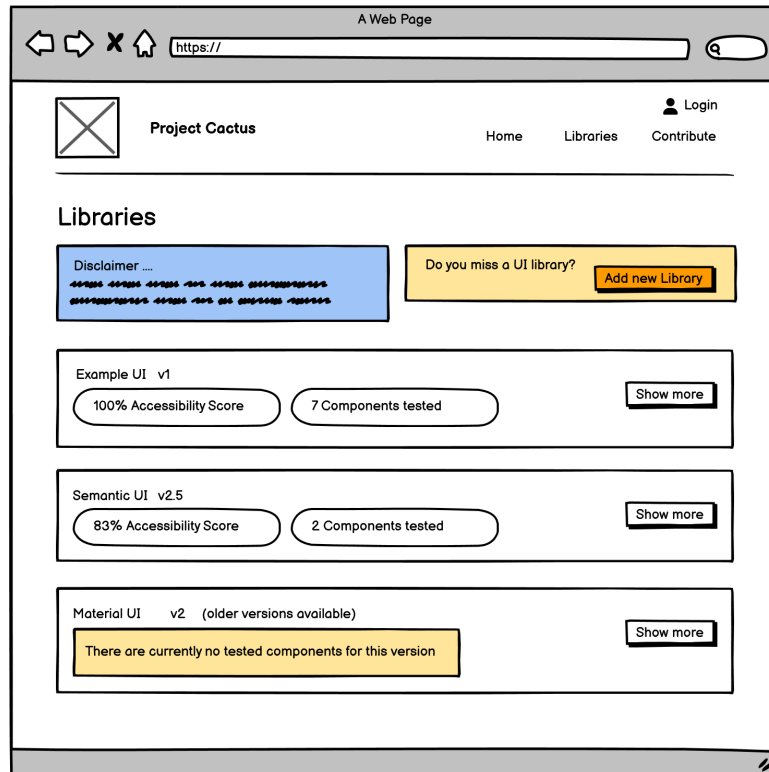 A Web Page
https://
Login
Project Cactus
Home Libraries Contribute
Libraries
Disclaimer ....
Do you miss a UI library?
Add new Library
Example UI v1
100% Accessibility Score
7 Components tested
Show more
Semantic UI v2.5
83% Accessibility Score
2 Components tested
Show more
Material UI v2 (older versions available)
There are currently no tested components for this version
Show more